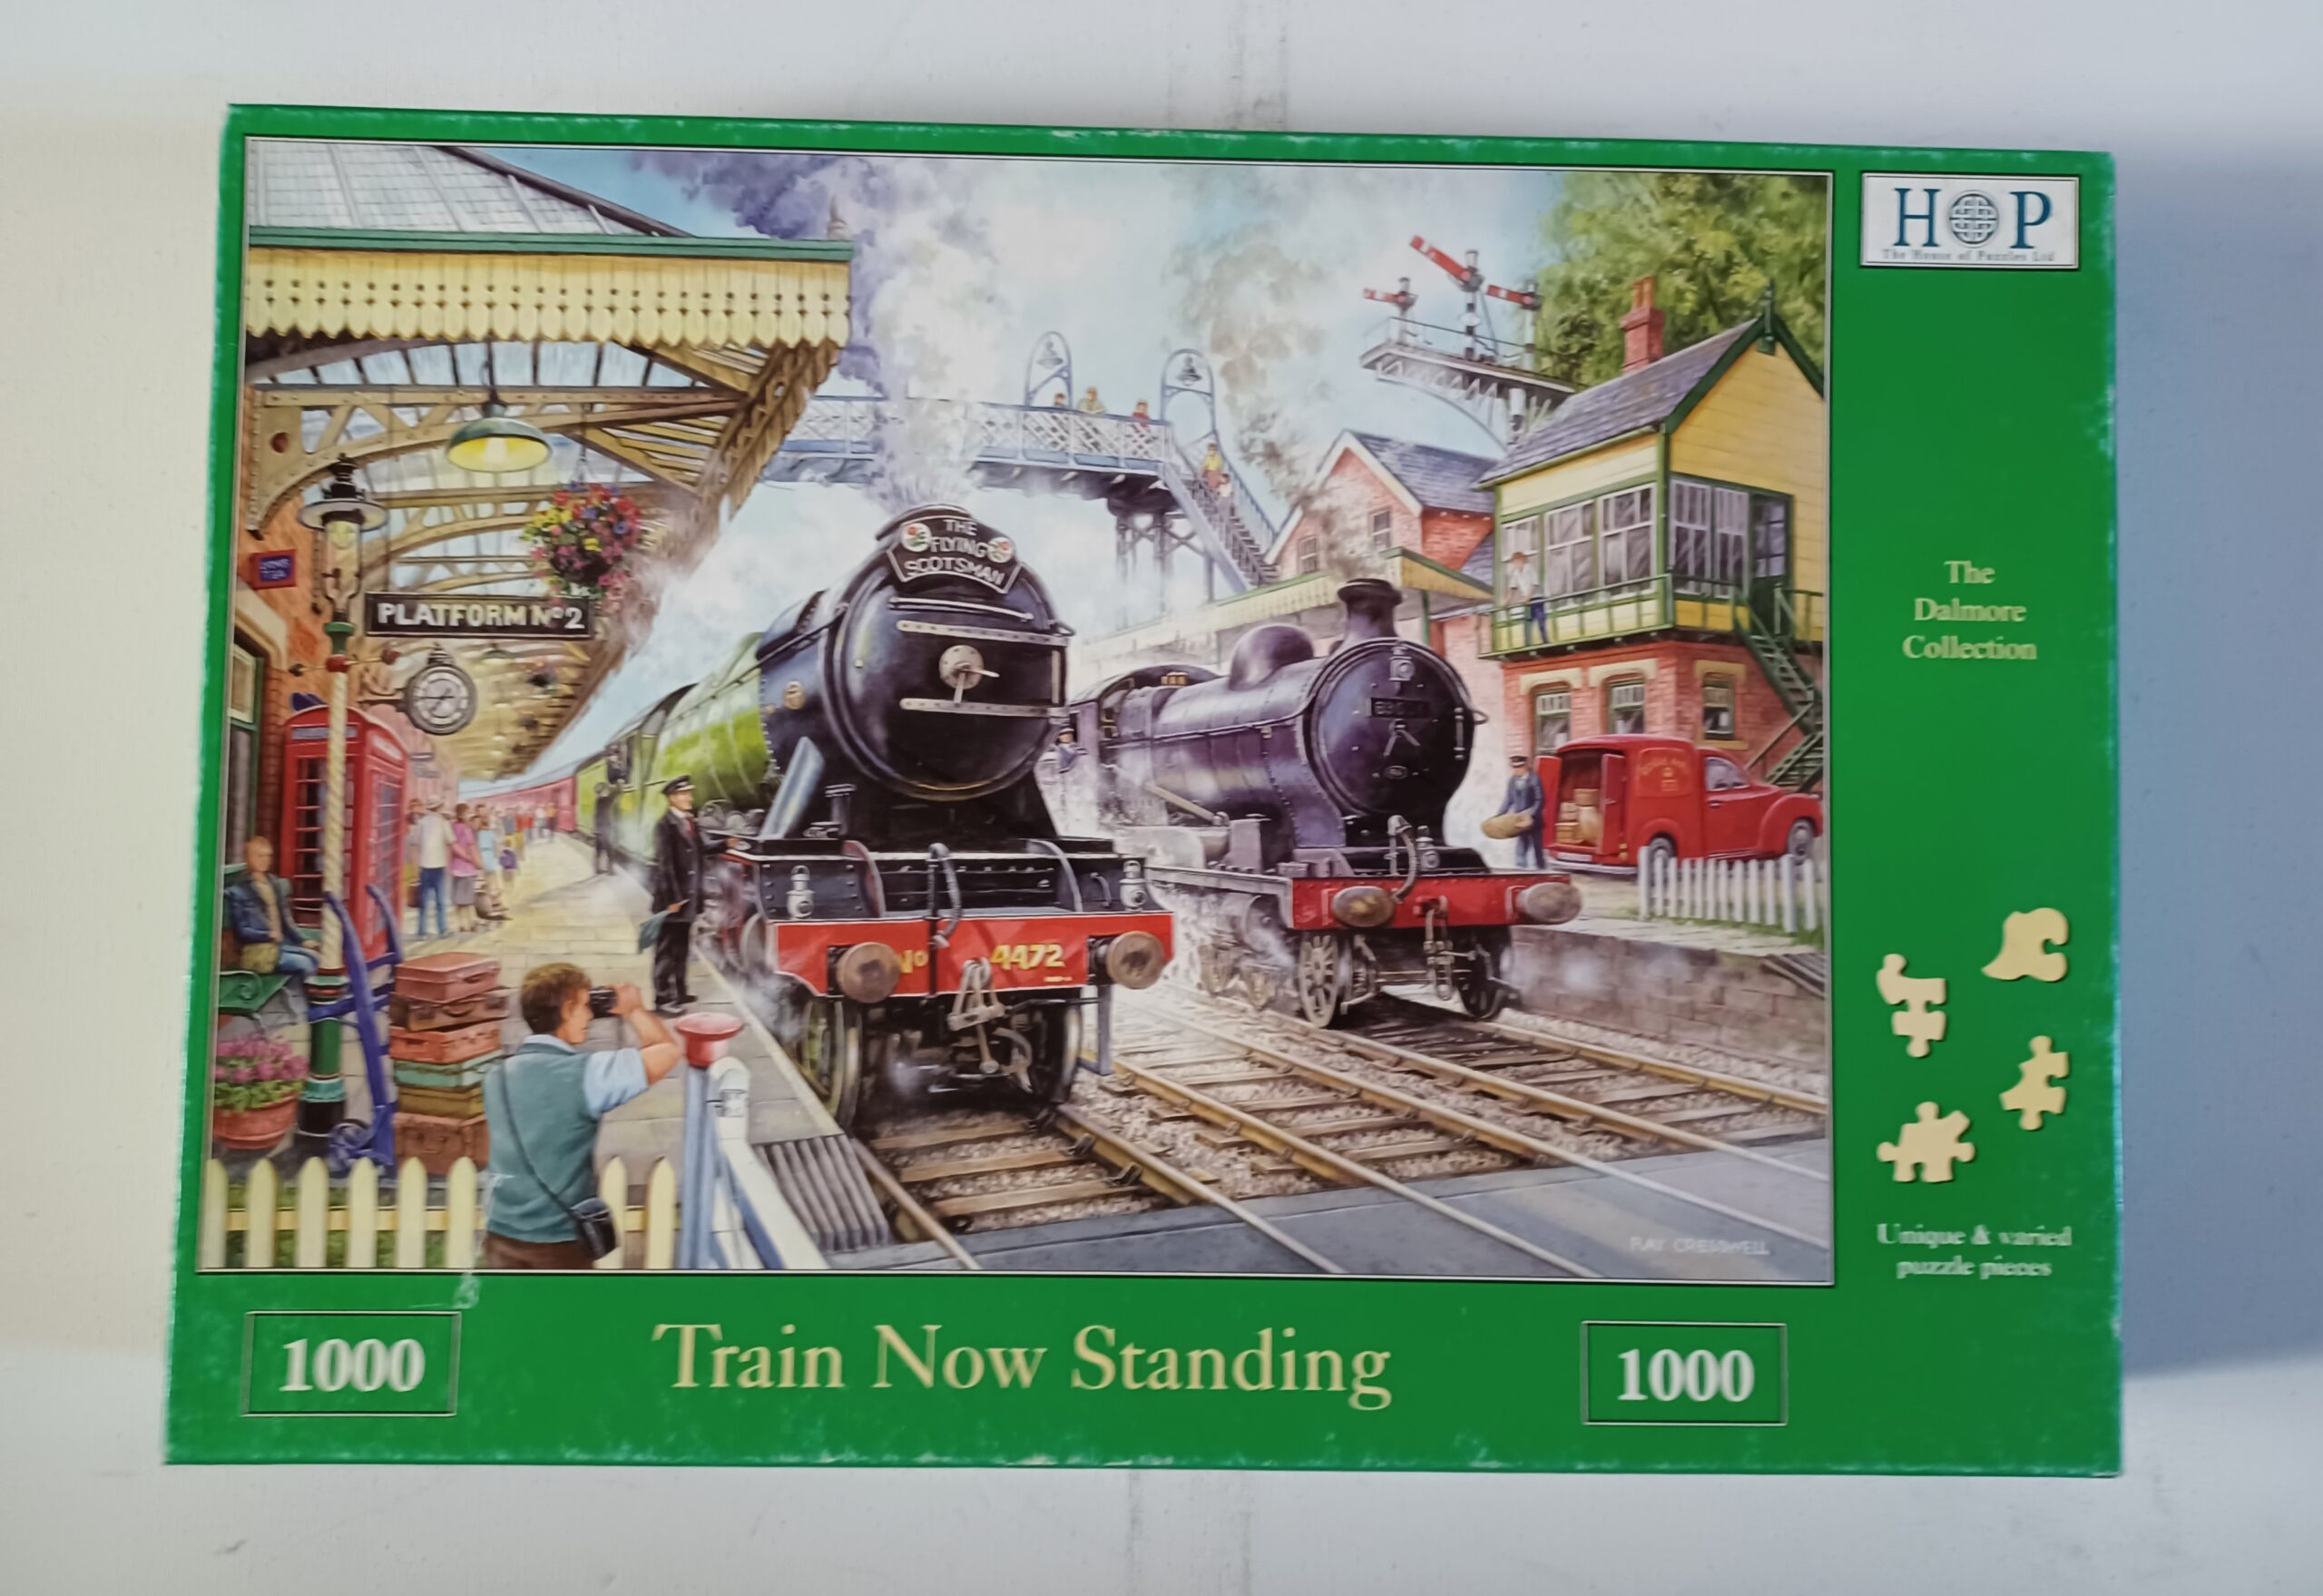 HOP
The House of Puzzles Ltd
THE
FLYING
SCOTSMAN
PLATFORM Nº 2
No 4472
RAY CRESSWELL
The
Dalmore
Collection
Unique & varied
puzzle pieces
1000
Train Now Standing
1000